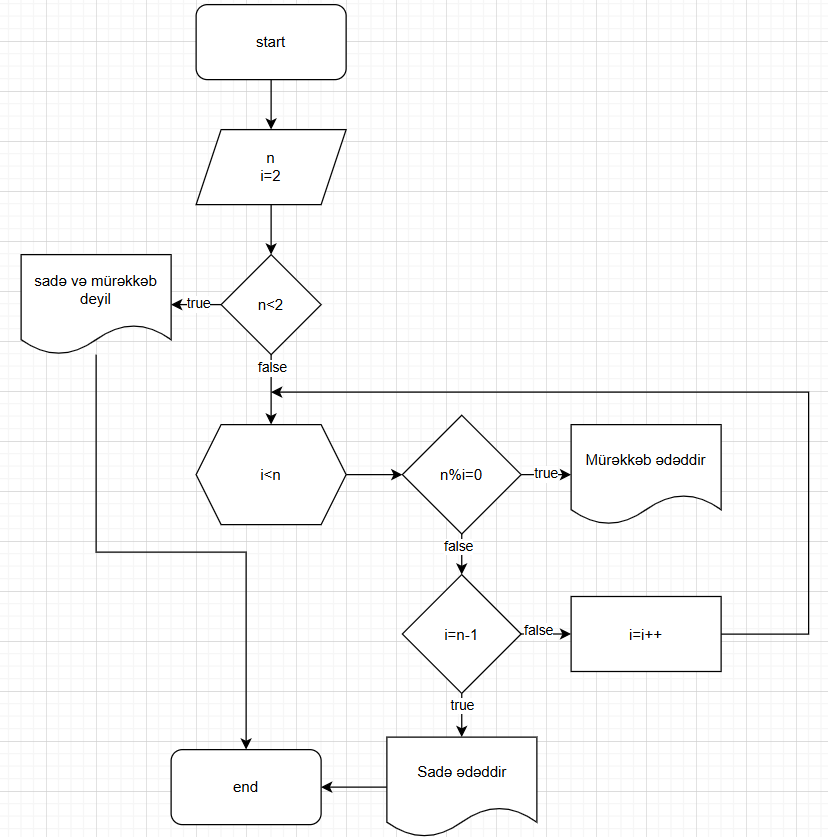 start
n
i=2
sadə və mürəkkəb
deyil
true
n<2
false
i<n
n%i=0
true
Mürəkkəb ədəddir
false
i=n-1
false
i=i++
true
Sadə ədəddir
end